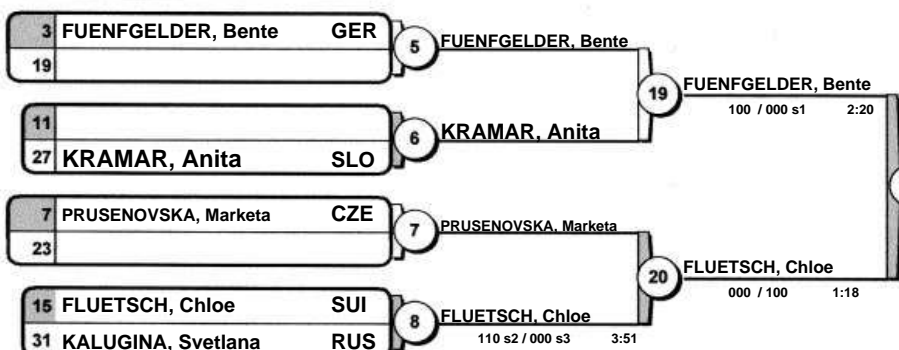 3 FUENFGELDER, Bente GER
19
5
FUENFGELDER, Bente
11
27 KRAMAR, Anita SLO
6
KRAMAR, Anita
19
FUENFGELDER, Bente
100 / 000 s1 2:20
7 PRUSENOVSKA, Marketa CZE
23
7
PRUSENOVSKA, Marketa
15 FLUETSCH, Chloe SUI
31 KALUGINA, Svetlana RUS
8
FLUETSCH, Chloe
110 s2 / 000 s3 3:51
20
FLUETSCH, Chloe
000 / 100 1:18